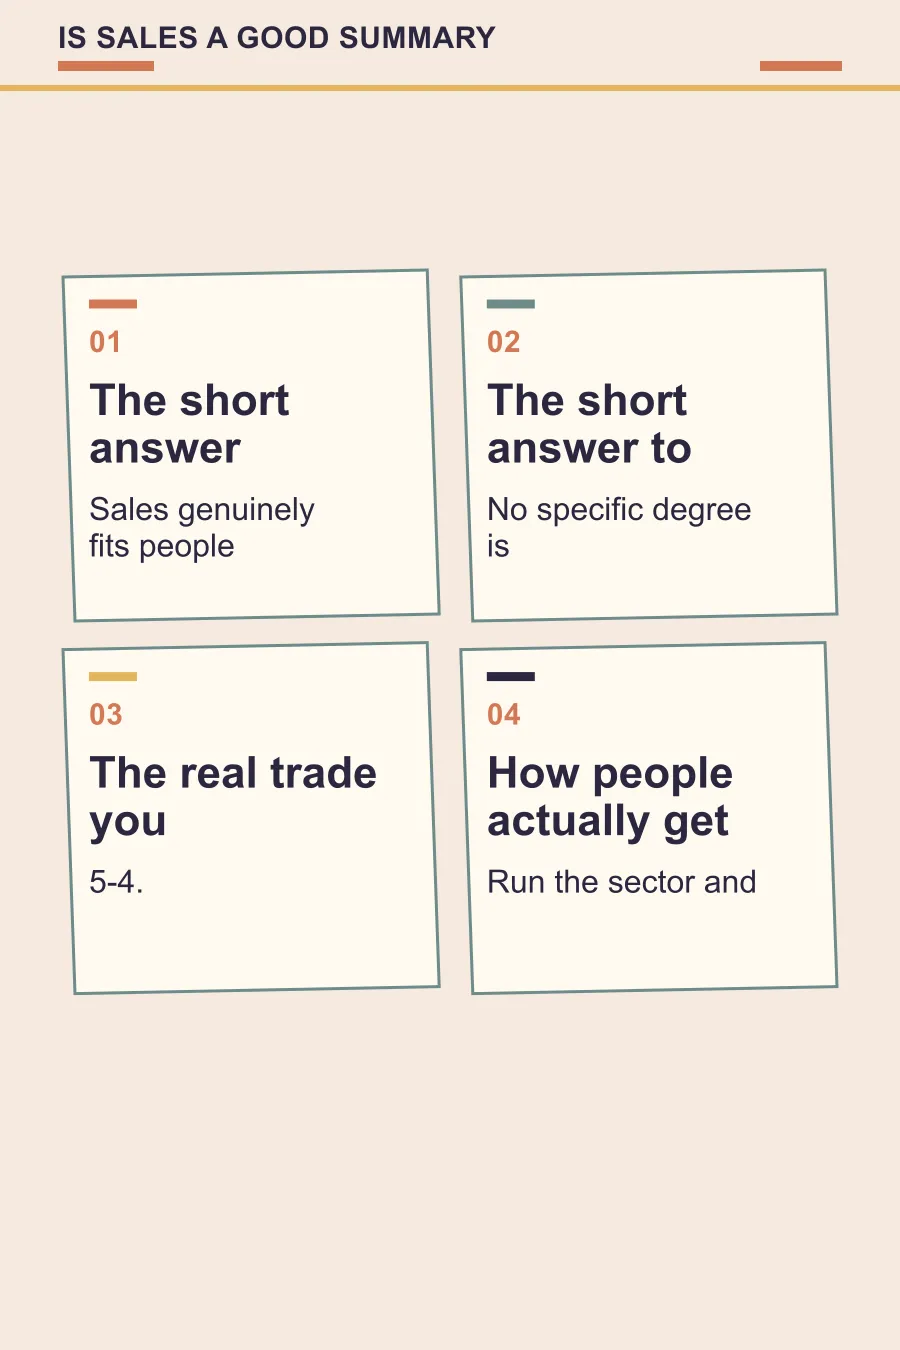 IS SALES A GOOD SUMMARY
01
The short
answer
Sales genuinely
fits people
02
The short
answer to
No specific degree
is
03
The real trade
you
5-4.
04
How people
actually get
Run the sector and